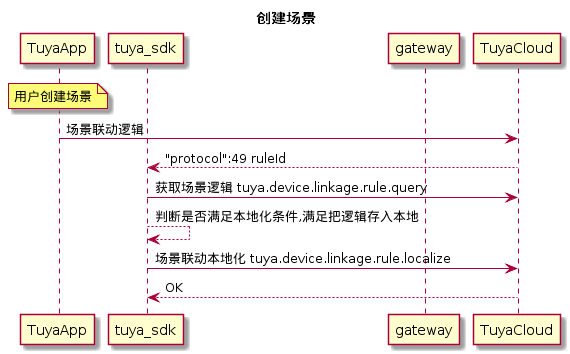 创建场景
TuyaApp tuya_sdk gateway TuyaCloud
用户创建场景
场景联动逻辑
"protocol":49 ruleId
获取场景逻辑 tuya.device.linkage.rule.query
判断是否满足本地化条件,满足把逻辑存入本地
场景联动本地化 tuya.device.linkage.rule.localize
OK
TuyaApp tuya_sdk gateway TuyaCloud